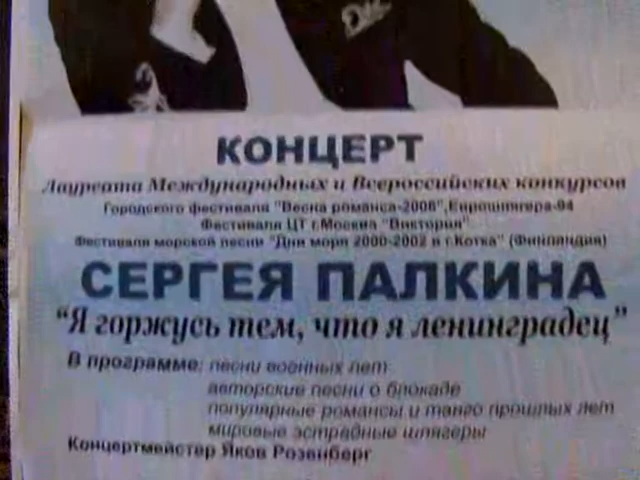 КОНЦЕРТ
Лауреата Международных и Всероссийских конкурсов
Городского фестиваля "Весна романса-2008", Еврошлягера-94
Фестиваля ЦТ г.Москва "Виктория"
Фестиваля морской песни "Дни моря 2000-2002 в г.Котка" (Финляндия)
СЕРГЕЯ ПАЛКИНА
"Я горжусь тем, что я ленинградец"
В программе: песни военных лет
авторские песни о блокаде
популярные романсы и танго прошлых лет
мировые эстрадные шлягеры
Концертмейстер Яков Розенберг